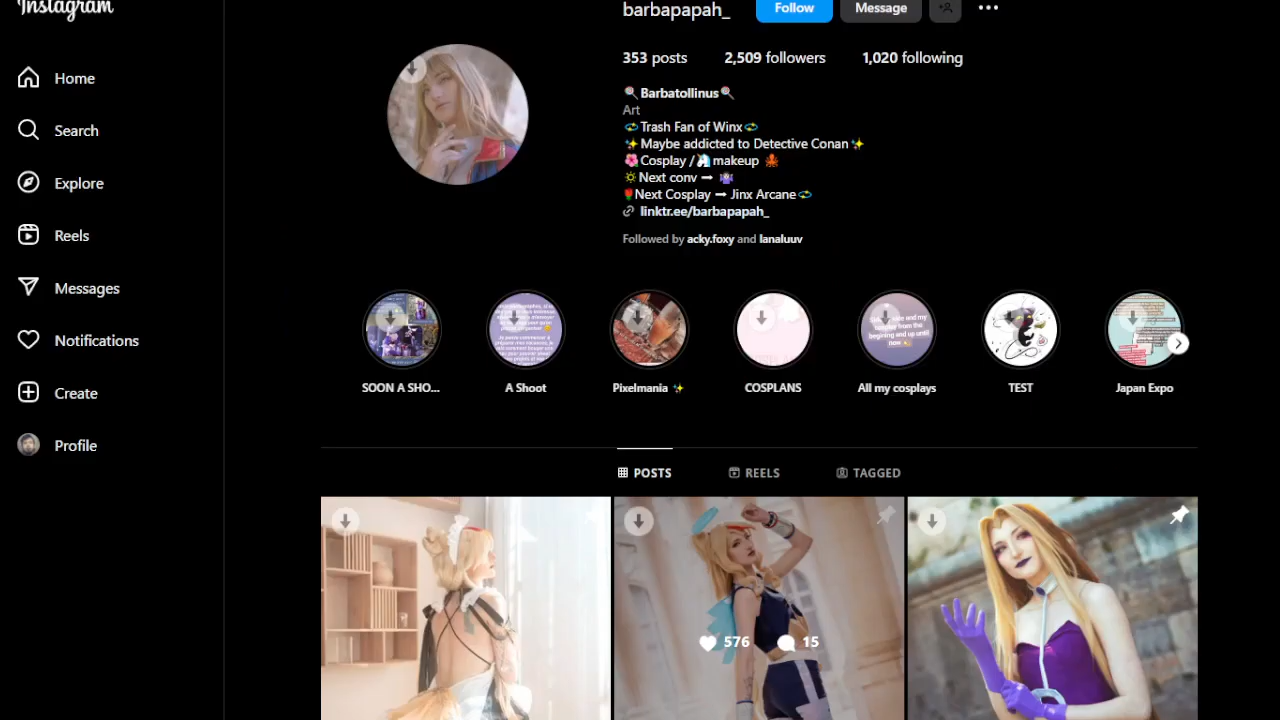 Instagram
barbapapah_
Follow
Message
353 posts
2,509 followers
1,020 following
🍭Barbatollinus🍭
Art
💫Trash Fan of Winx💫
✨Maybe addicted to Detective Conan✨
🌸Cosplay /🦄 makeup 🐙
🔅Next conv ➞ 🤷🏻‍♀️
🌹Next Cosplay ➞ Jinx Arcane💫
linktr.ee/barbapapah_
Followed by acky.foxy and lanaluuv
Home
Search
Explore
Reels
Messages
Notifications
Create
Profile
SOON A SHO...
A Shoot
Pixelmania ✨
COSPLANS
All my cosplays
TEST
Japan Expo
POSTS
REELS
TAGGED
576
15